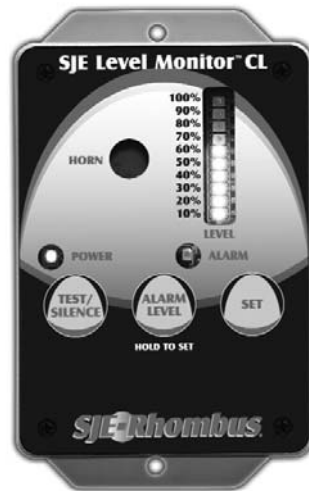 SJE Level Monitor™ CL
100%
90%
80%
70%
60%
50%
40%
30%
20%
10%
HORN
LEVEL
POWER
ALARM
TEST/
SILENCE
ALARM
LEVEL
SET
HOLD TO SET
SJE Rhombus®